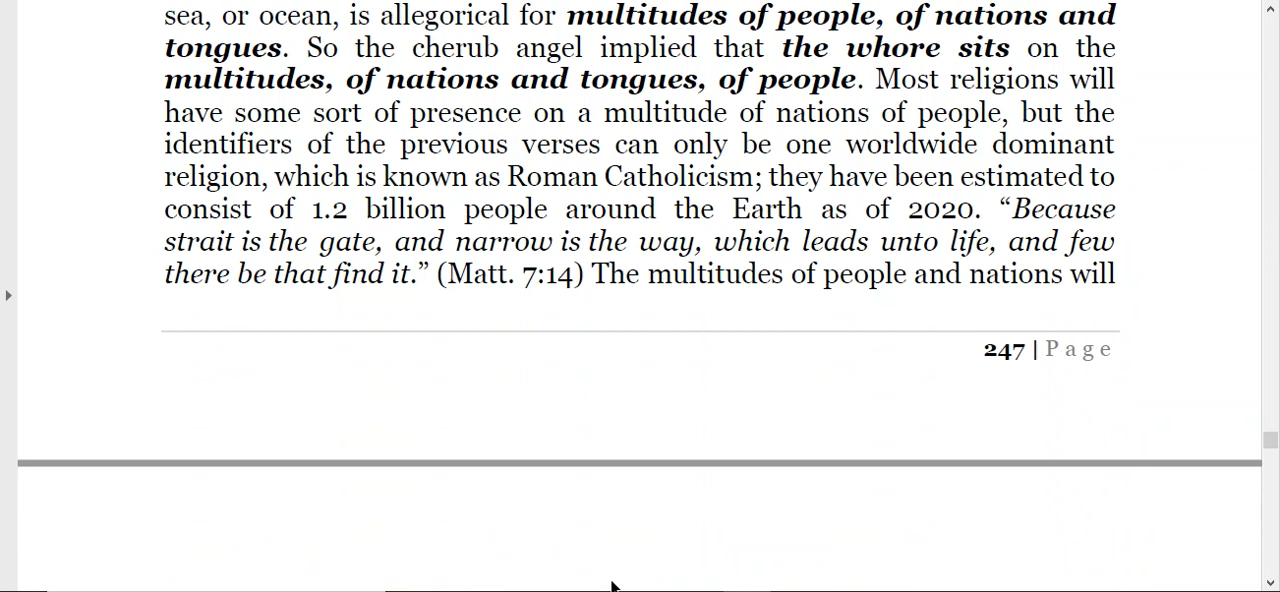 sea, or ocean, is allegorical for multitudes of people, of nations and
tongues. So the cherub angel implied that the whore sits on the
multitudes, of nations and tongues, of people. Most religions will
have some sort of presence on a multitude of nations of people, but the
identifiers of the previous verses can only be one worldwide dominant
religion, which is known as Roman Catholicism; they have been estimated to
consist of 1.2 billion people around the Earth as of 2020. “Because
strait is the gate, and narrow is the way, which leads unto life, and few
there be that find it.” (Matt. 7:14) The multitudes of people and nations will
247 | Page